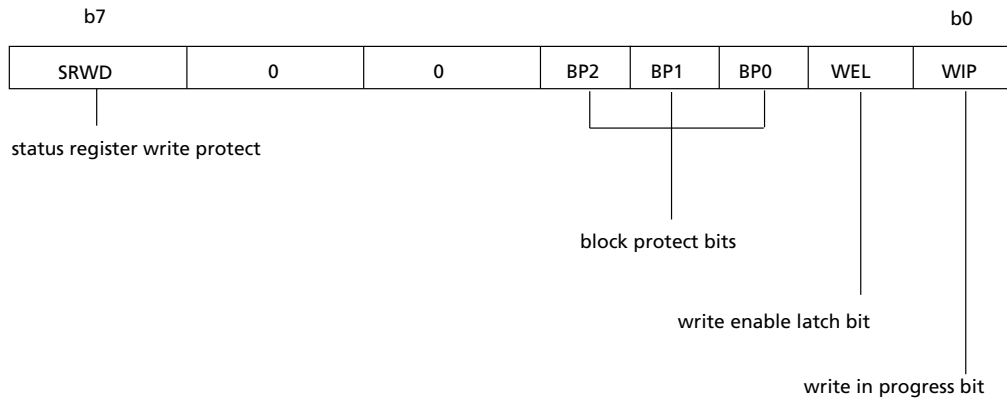 b7 b0
SRWD 0 0 BP2 BP1 BP0 WEL WIP
status register write protect
block protect bits
write enable latch bit
write in progress bit